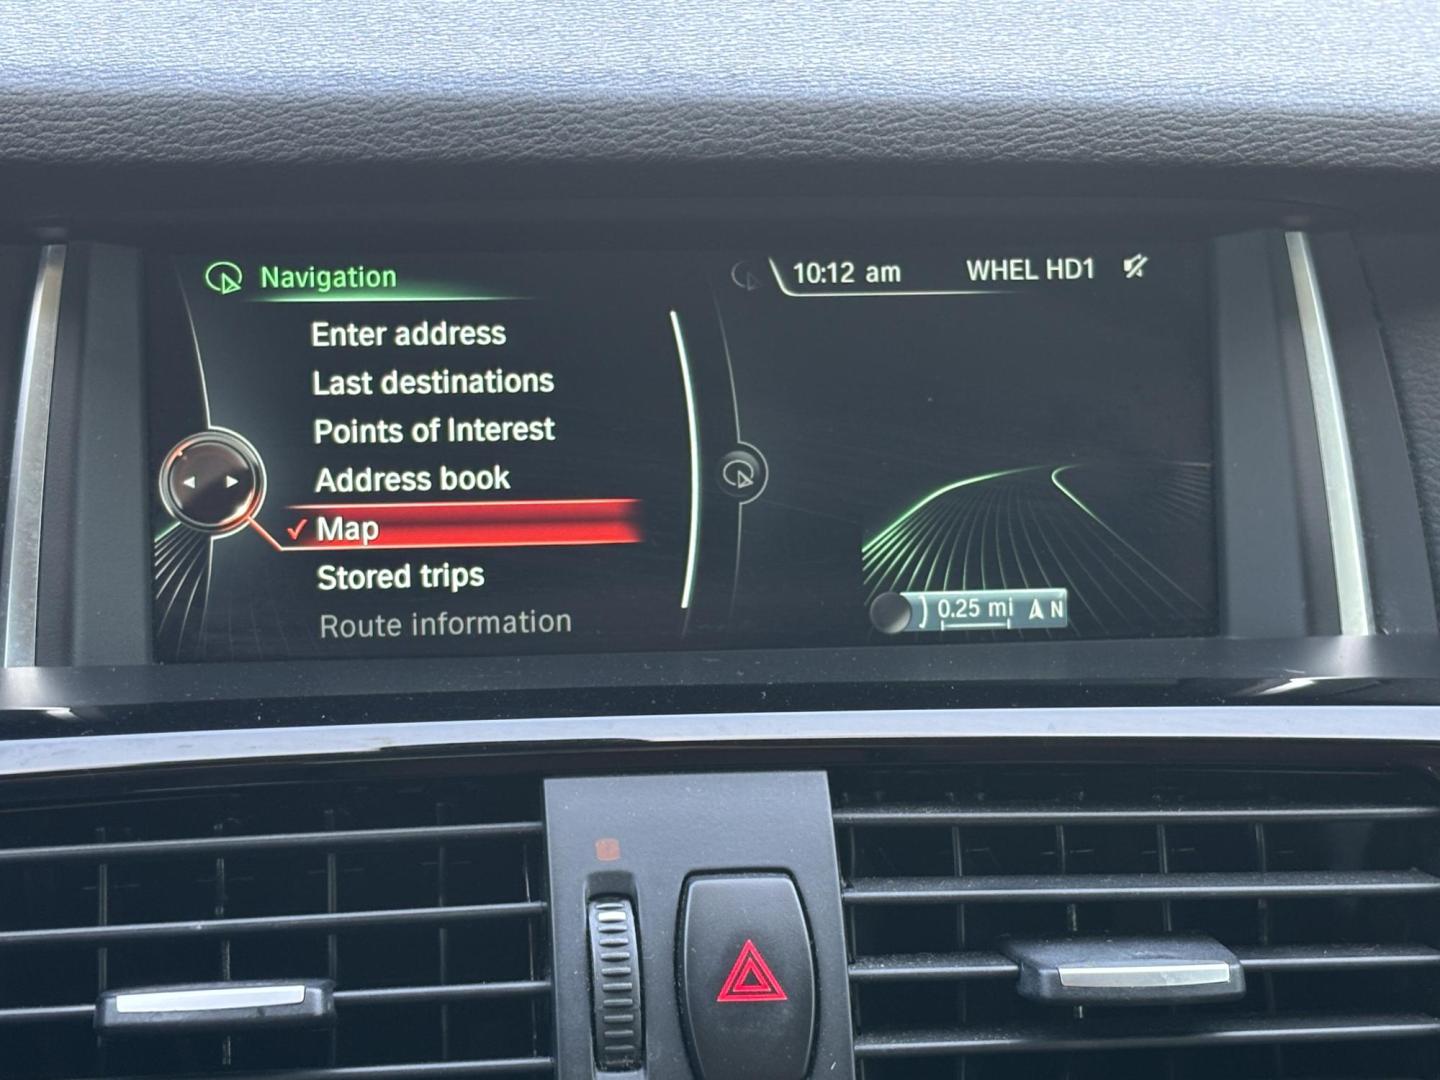 Navigation
10:12 am
WHEL HD1
Enter address
Last destinations
Points of Interest
Address book
Map
Stored trips
Route information
0.25 mi N